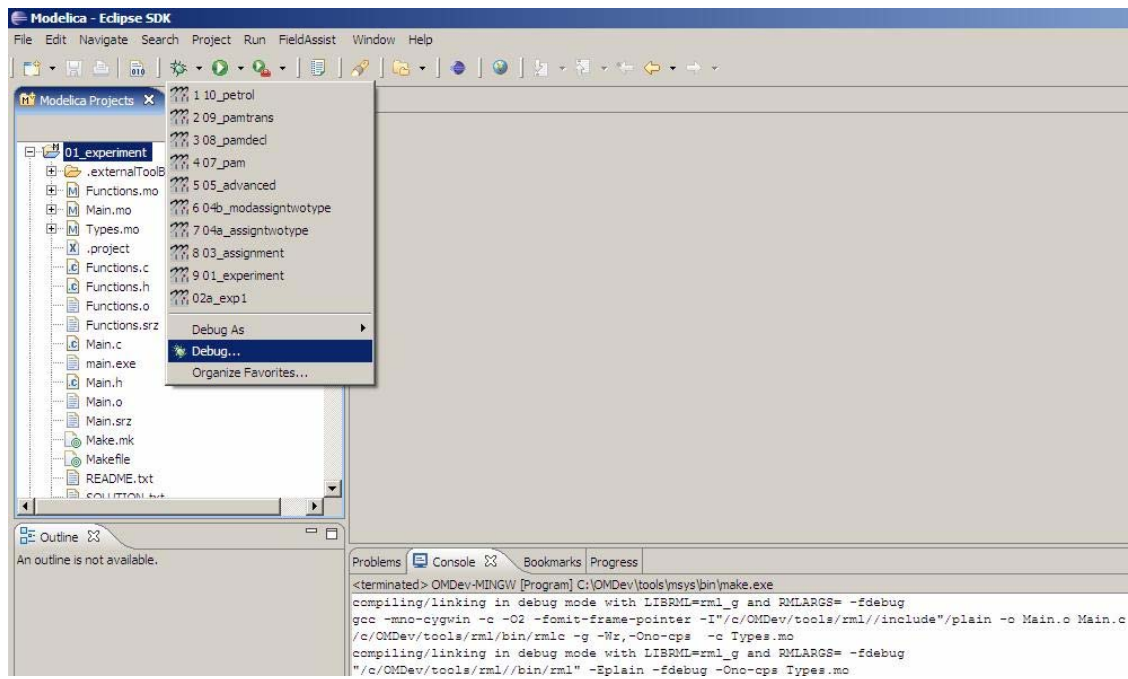 Modelica - Eclipse SDK
File Edit Navigate Search Project Run FieldAssist Window Help
Modelica Projects
1 10_petrol
2 09_pamtrans
3 08_pamdecl
4 07_pam
5 05_advanced
6 04b_modassigntwotype
7 04a_assigntwotype
8 03_assignment
9 01_experiment
02a_exp1
Debug As
Debug...
Organize Favorites...
01_experiment
.externalToolB
Functions.mo
Main.mo
Types.mo
.project
Functions.c
Functions.h
Functions.o
Functions.srz
Main.c
main.exe
Main.h
Main.o
Main.srz
Make.mk
Makefile
README.txt
SOLUTION.txt
Outline
An outline is not available.
Problems Console Bookmarks Progress
<terminated> OMDev-MINGW [Program] C:\OMDev\tools\msys\bin\make.exe
compiling/linking in debug mode with LIBRML=rml_g and RMLARGS= -fdebug
gcc -mno-cygwin -c -O2 -fomit-frame-pointer -I"/c/OMDev/tools/rml//include"/plain -o Main.o Main.c
/c/OMDev/tools/rml/bin/rmlc -g -Wr,-Ono-cps -c Types.mo
compiling/linking in debug mode with LIBRML=rml_g and RMLARGS= -fdebug
"/c/OMDev/tools/rml//bin/rml" -Eplain -fdebug -Ono-cps Types.mo